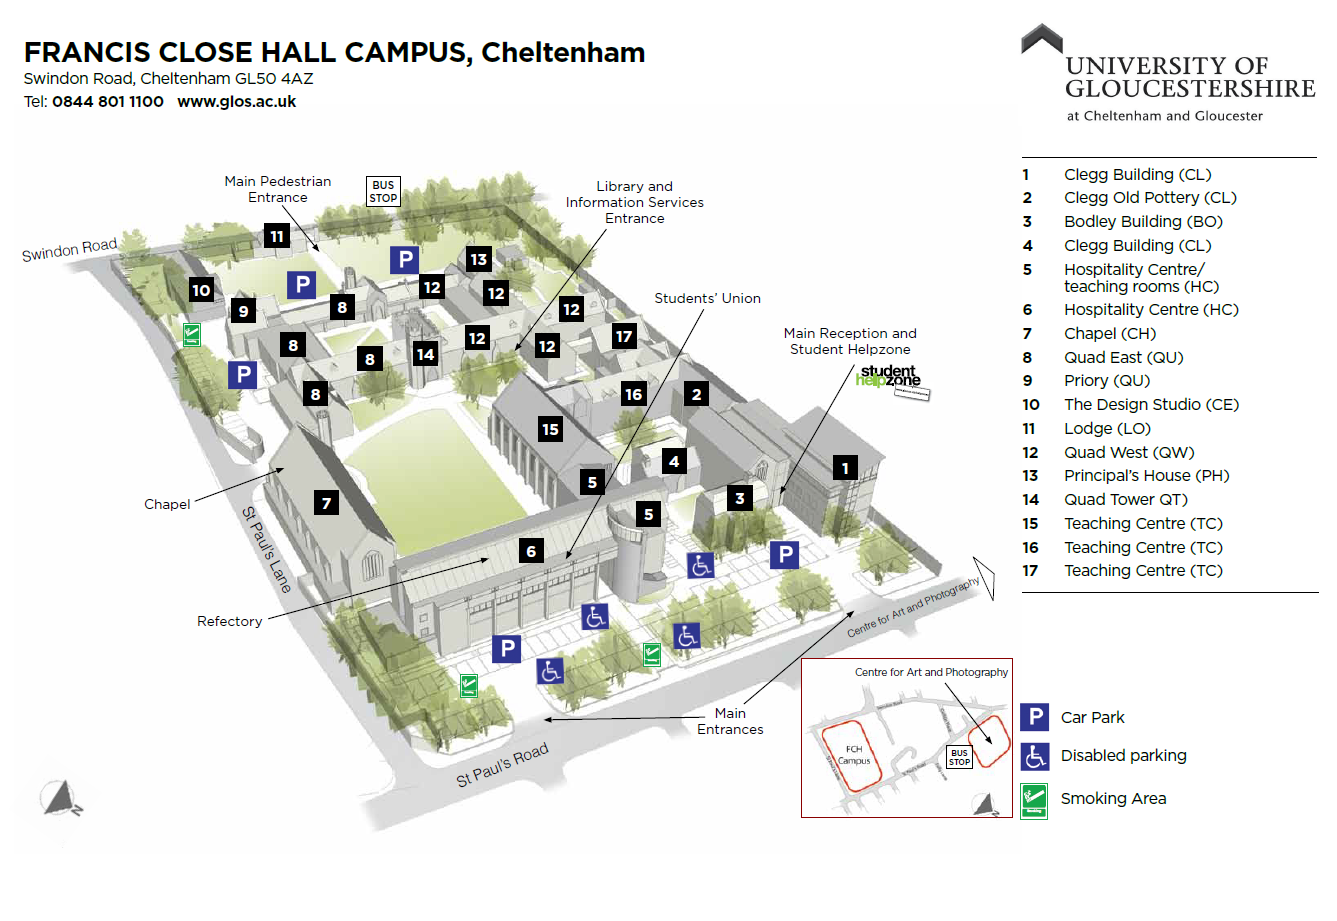 FRANCIS CLOSE HALL CAMPUS, Cheltenham
Swindon Road, Cheltenham GL50 4AZ
Tel: 0844 801 1100 www.glos.ac.uk
UNIVERSITY OF
GLOUCESTERSHIRE
at Cheltenham and Gloucester
1 Clegg Building (CL)
2 Clegg Old Pottery (CL)
3 Bodley Building (BO)
4 Clegg Building (CL)
5 Hospitality Centre/
teaching rooms (HC)
6 Hospitality Centre (HC)
7 Chapel (CH)
8 Quad East (QU)
9 Priory (QU)
10 The Design Studio (CE)
11 Lodge (LO)
12 Quad West (QW)
13 Principal's House (PH)
14 Quad Tower QT)
15 Teaching Centre (TC)
16 Teaching Centre (TC)
17 Teaching Centre (TC)
P Car Park
Disabled parking
Smoking Area
Main Pedestrian
Entrance
BUS
STOP
Library and
Information Services
Entrance
Students' Union
Main Reception and
Student Helpzone
student
helpzone
Swindon Road
11
P
13
10
P
12
12
9
8
12
8
12
12
17
8
14
P
8
16
2
15
4
1
5
7
3
5
6
P
P
Chapel
St Paul's Lane
Refectory
Centre for Art and Photography
Main
Entrances
St Paul's Road
N
Centre for Art and Photography
FCH
Campus
BUS
STOP
N